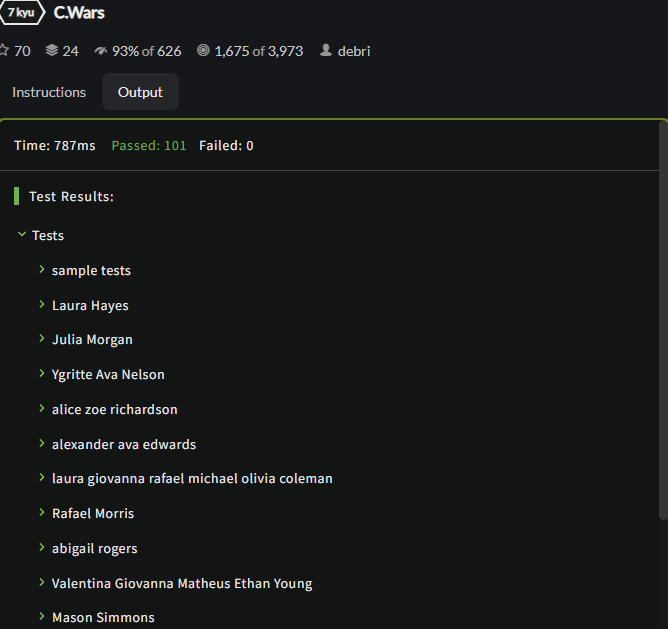 7 kyu C.Wars
70 24 93% of 626 1,675 of 3,973 debri
Instructions Output
Time: 787ms Passed: 101 Failed: 0
Test Results:
Tests
sample tests
Laura Hayes
Julia Morgan
Ygritte Ava Nelson
alice zoe richardson
alexander ava edwards
laura giovanna rafael michael olivia coleman
Rafael Morris
abigail rogers
Valentina Giovanna Matheus Ethan Young
Mason Simmons